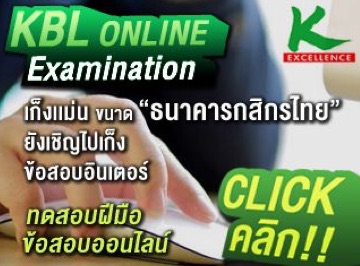 KBL ONLINE
Examination
K
EXCELLENCE
เก็งแม่น ขนาด “ธนาคารกสิกรไทย”
ยังเชิญไปเก็ง
ข้อสอบอินเตอร์
ทดสอบฝีมือ
ข้อสอบออนไลน์
CLICK
คลิก!!